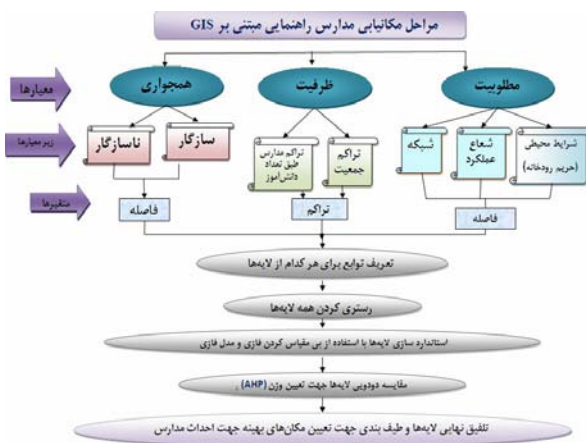 مراحل مکانیابی مدارس راهنمایی مبتنی بر GIS
معیارها
مطلوبیت
ظرفیت
همجواری
زیر معیارها
شرایط محیطی
(حریم رودخانه)
شعاع
عملکرد
شبکه
تراکم
جمعیت
تراکم مدارس
طبق تعداد
دانش‌آموز
سازگار
ناسازگار
متغیرها
فاصله
تراکم
فاصله
تعریف توابع برای هر کدام از لایه‌ها
رستری کردن همه لایه‌ها
استاندارد سازی لایه‌ها با استفاده از بی مقیاس کردن فازی و مدل فازی
مقایسه دودویی لایه‌ها جهت تعیین وزن (AHP) ,
تلفیق نهایی لایه‌ها و طیف بندی جهت تعیین مکان‌های بهینه جهت احداث مدارس